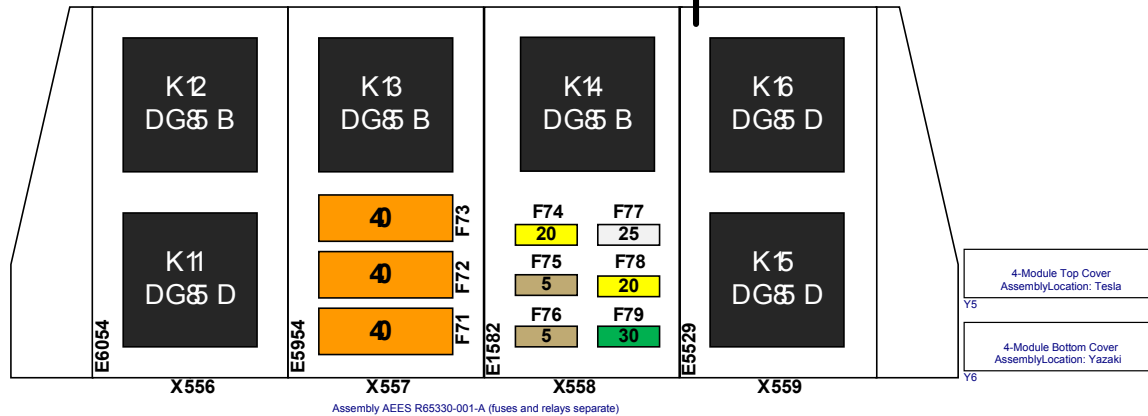 K12
DG85 B
K13
DG85 B
K14
DG85 B
K16
DG85 D
K11
DG85 D
40
F73
40
F72
40
F71
F74
20
F77
25
F75
5
F78
20
F76
5
F79
30
K15
DG85 D
E6054
E5954
E1582
E5529
X556
X557
X558
X559
Assembly AEES R65330-001-A (fuses and relays separate)
4-Module Top Cover
AssemblyLocation: Tesla
Y5
4-Module Bottom Cover
AssemblyLocation: Yazaki
Y6